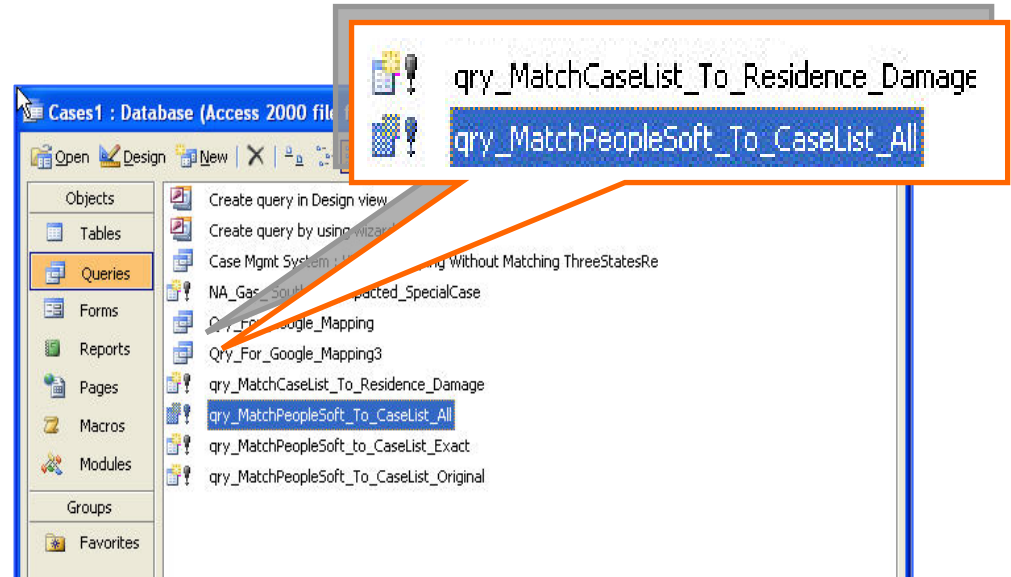 qry_MatchCaseList_To_Residence_Damage
qry_MatchPeopleSoft_To_CaseList_All
Cases1 : Database (Access 2000 file
Open Design New
Objects
Tables
Queries
Forms
Reports
Pages
Macros
Modules
Groups
Favorites
Create query in Design view
Create query by using wizard
Case Mgmt System : Without Matching ThreeStatesRe
NA_Gas_ _SpecialCase
Qry_For_Google_Mapping
Qry_For_Google_Mapping3
qry_MatchCaseList_To_Residence_Damage
qry_MatchPeopleSoft_To_CaseList_All
qry_MatchPeopleSoft_to_CaseList_Exact
qry_MatchPeopleSoft_To_CaseList_Original